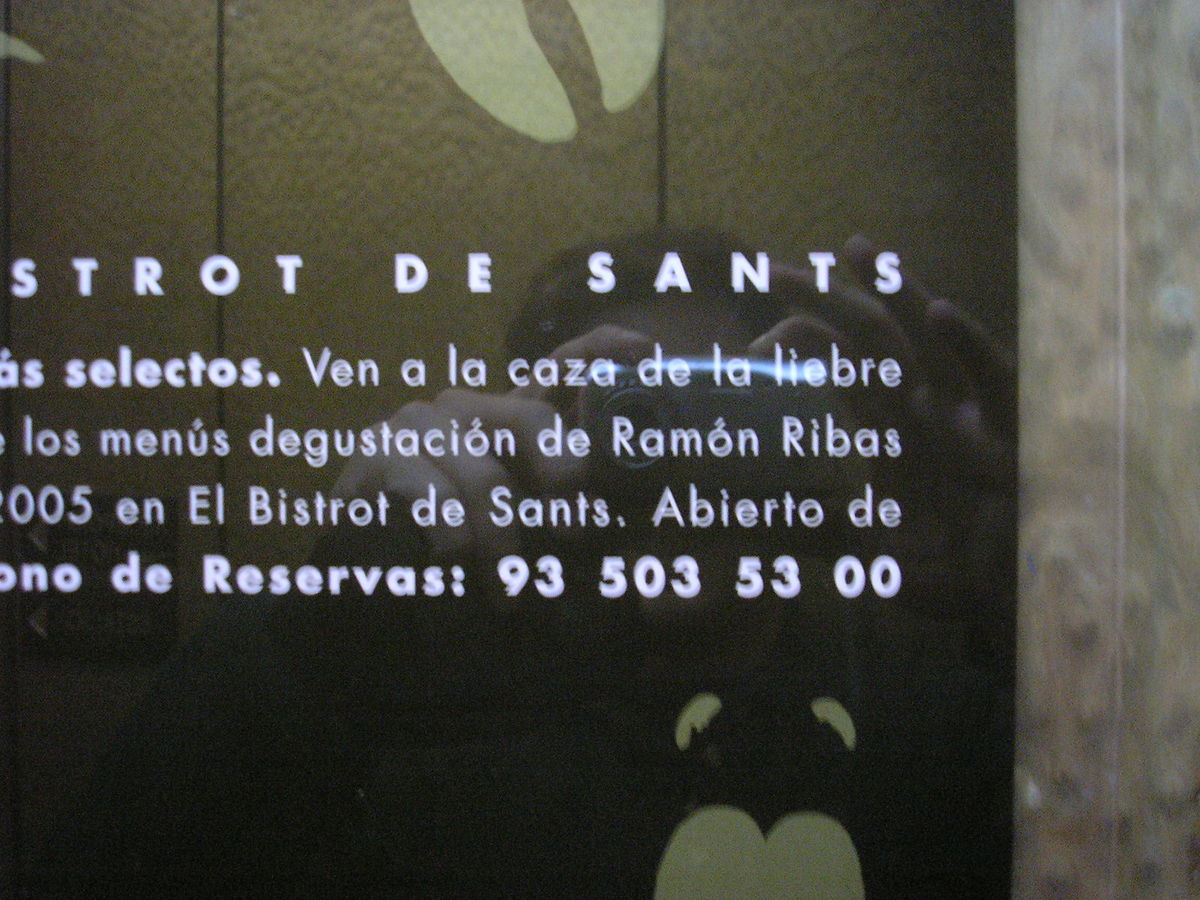 STROT DE SANTS
ás selectos. Ven a la caza de la liebre
e los menús degustación de Ramón Ribas
2005 en El Bistrot de Sants. Abierto de
ono de Reservas: 93 503 53 00